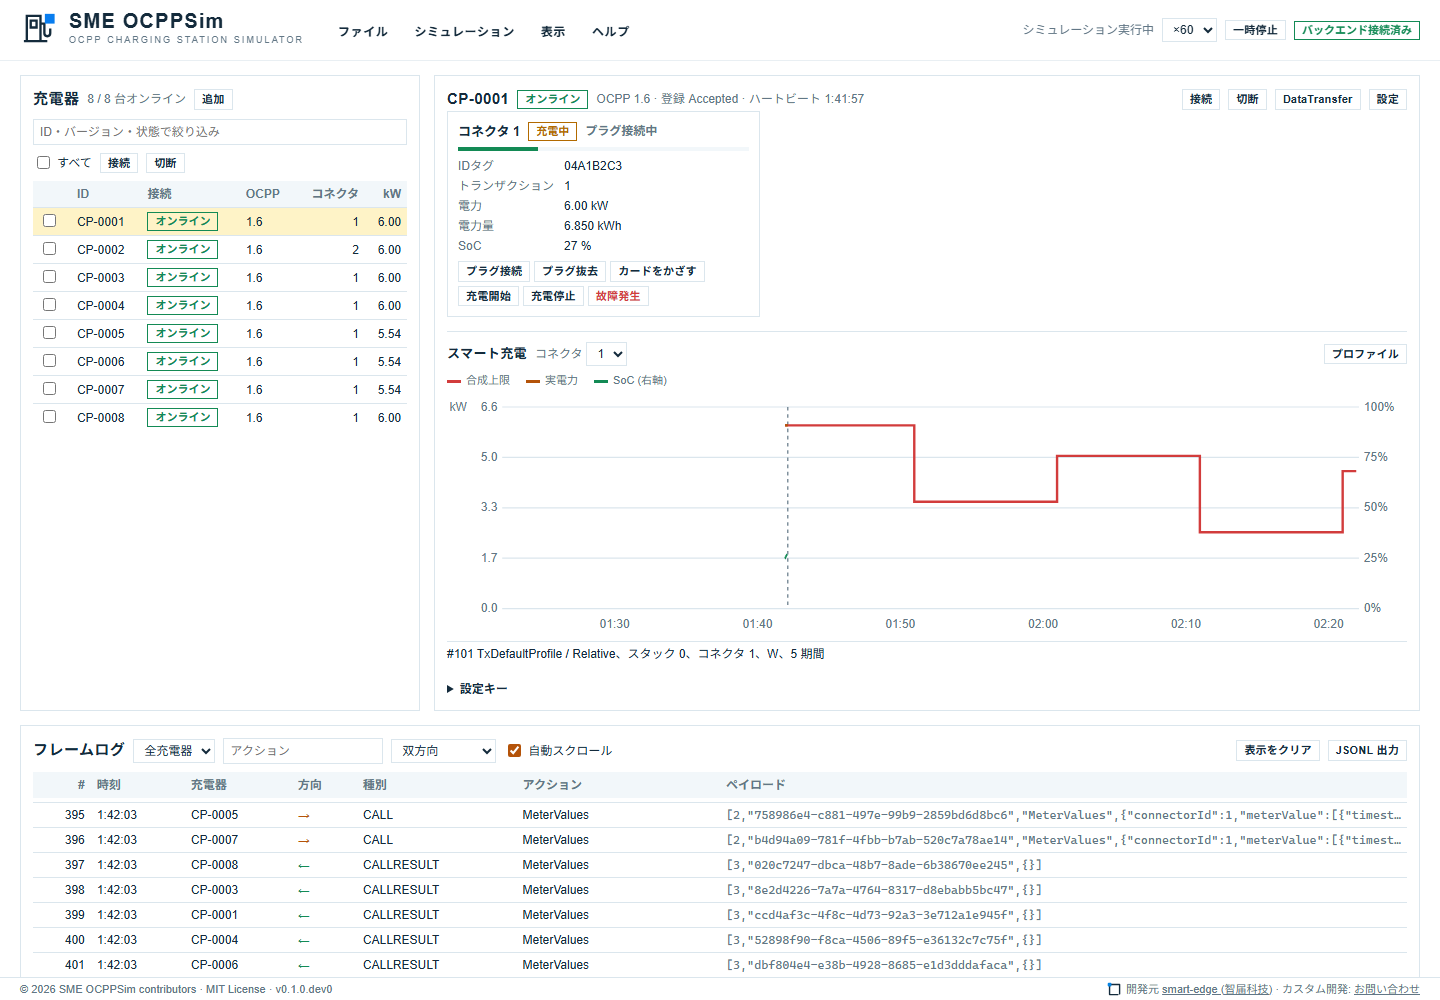 SME OCPPSim
OCPP CHARGING STATION SIMULATOR
ファイル シミュレーション 表示 ヘルプ
シミュレーション実行中 ×60 一時停止 バックエンド接続済み
充電器 8 / 8 台オンライン 追加
ID・バージョン・状態で絞り込み
すべて 接続 切断
ID 接続 OCPP コネクタ kW
CP-0001 オンライン 1.6 1 6.00
CP-0002 オンライン 1.6 2 6.00
CP-0003 オンライン 1.6 1 6.00
CP-0004 オンライン 1.6 1 6.00
CP-0005 オンライン 1.6 1 5.54
CP-0006 オンライン 1.6 1 5.54
CP-0007 オンライン 1.6 1 5.54
CP-0008 オンライン 1.6 1 6.00
CP-0001 オンライン OCPP 1.6 · 登録 Accepted · ハートビート 1:41:57 接続 切断 DataTransfer 設定
コネクタ 1 充電中 プラグ接続中
IDタグ 04A1B2C3
トランザクション 1
電力 6.00 kW
電力量 6.850 kWh
SoC 27 %
プラグ接続 プラグ抜去 カードをかざす
充電開始 充電停止 故障発生
スマート充電 コネクタ 1 プロファイル
合成上限 実電力 SoC (右軸)
kW 6.6 100%
5.0 75%
3.3 50%
1.7 25%
0.0 0%
01:30 01:40 01:50 02:00 02:10 02:20
#101 TxDefaultProfile / Relative、スタック 0、コネクタ 1、W、5 期間
▶ 設定キー
フレームログ 全充電器 アクション 双方向 自動スクロール 表示をクリア JSONL 出力
# 時刻 充電器 方向 種別 アクション ペイロード
395 1:42:03 CP-0005 → CALL MeterValues [2,"758986e4-c881-497e-99b9-2859bd6d8bc6","MeterValues",{"connectorId":1,"meterValue":[{"timest…
396 1:42:03 CP-0007 → CALL MeterValues [2,"b4d94a09-781f-4fbb-b7ab-520c7a78ae14","MeterValues",{"connectorId":1,"meterValue":[{"timest…
397 1:42:03 CP-0008 ← CALLRESULT MeterValues [3,"020c7247-dbca-48b7-8ade-6b38670ee245",{}]
398 1:42:03 CP-0003 ← CALLRESULT MeterValues [3,"8e2d4226-7a7a-4764-8317-d8ebabb5bc47",{}]
399 1:42:03 CP-0001 ← CALLRESULT MeterValues [3,"ccd4af3c-4f8c-4d73-92a3-3e712a1e945f",{}]
400 1:42:03 CP-0004 ← CALLRESULT MeterValues [3,"52898f90-f8ca-4506-89f5-e36132c7c75f",{}]
401 1:42:03 CP-0006 ← CALLRESULT MeterValues [3,"dbf804e4-e38b-4928-8685-e1d3dddafaca",{}]
© 2026 SME OCPPSim contributors · MIT License · v0.1.0.dev0 開発元 smart-edge (智届科技) · カスタム開発: お問い合わせ